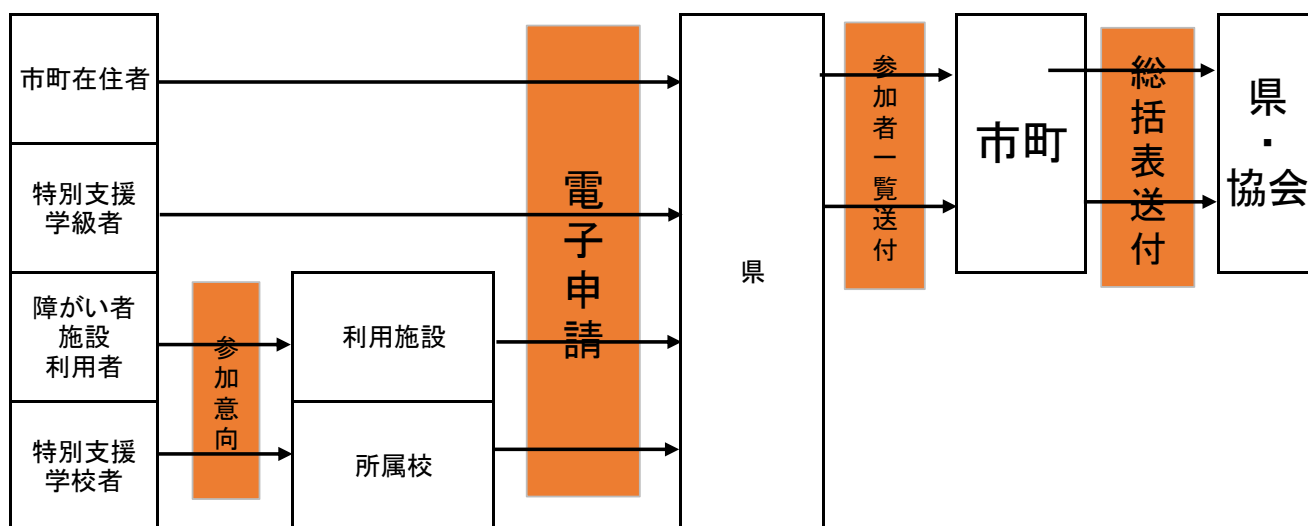 市町在住者
特別支援
学級者
障がい者
施設
利用者
特別支援
学校者
参加意向
利用施設
所属校
電子申請
県
参加者一覧送付
市町
総括表送付
県
・
協会